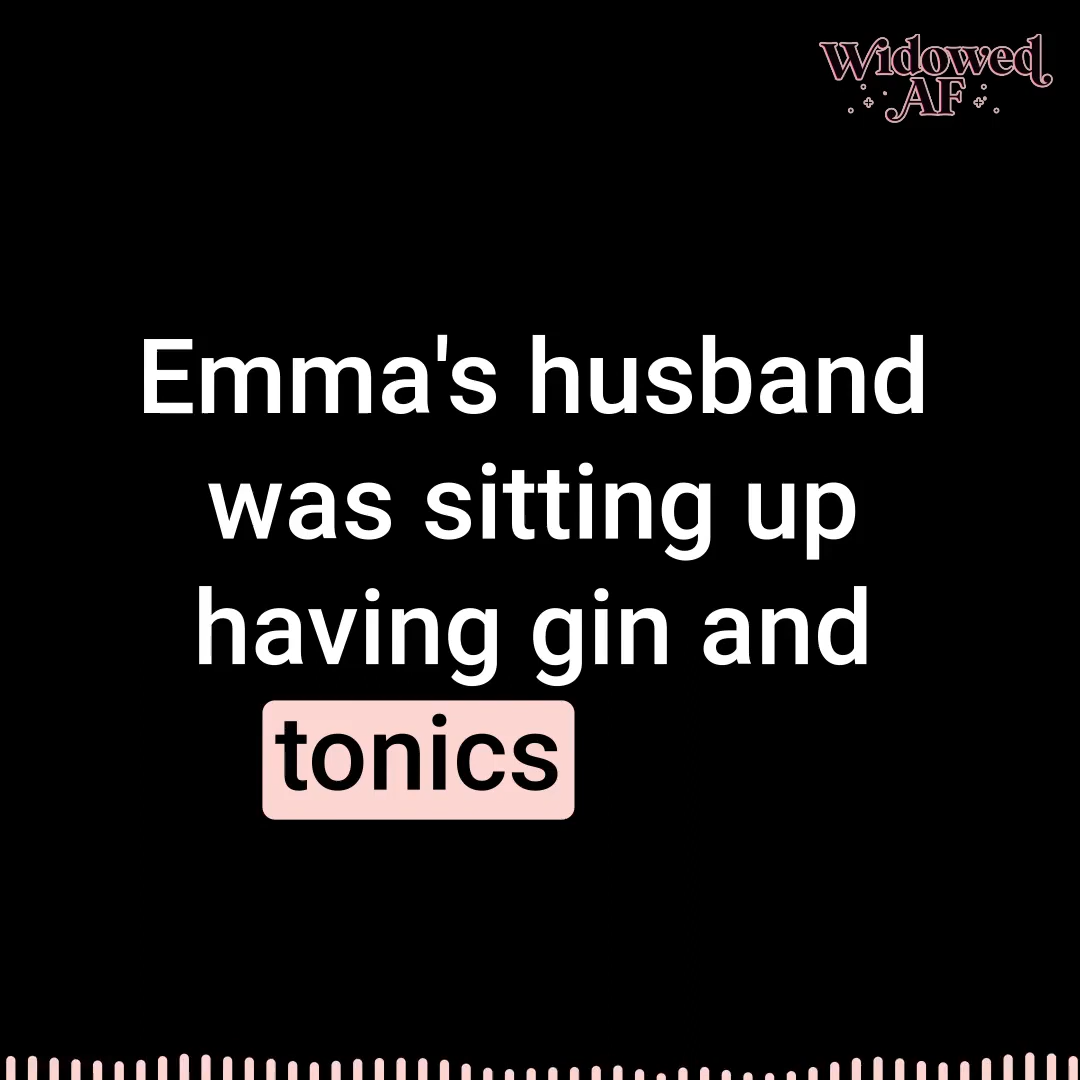 Widowed
AF
Emma's husband
was sitting up
having gin and
tonics